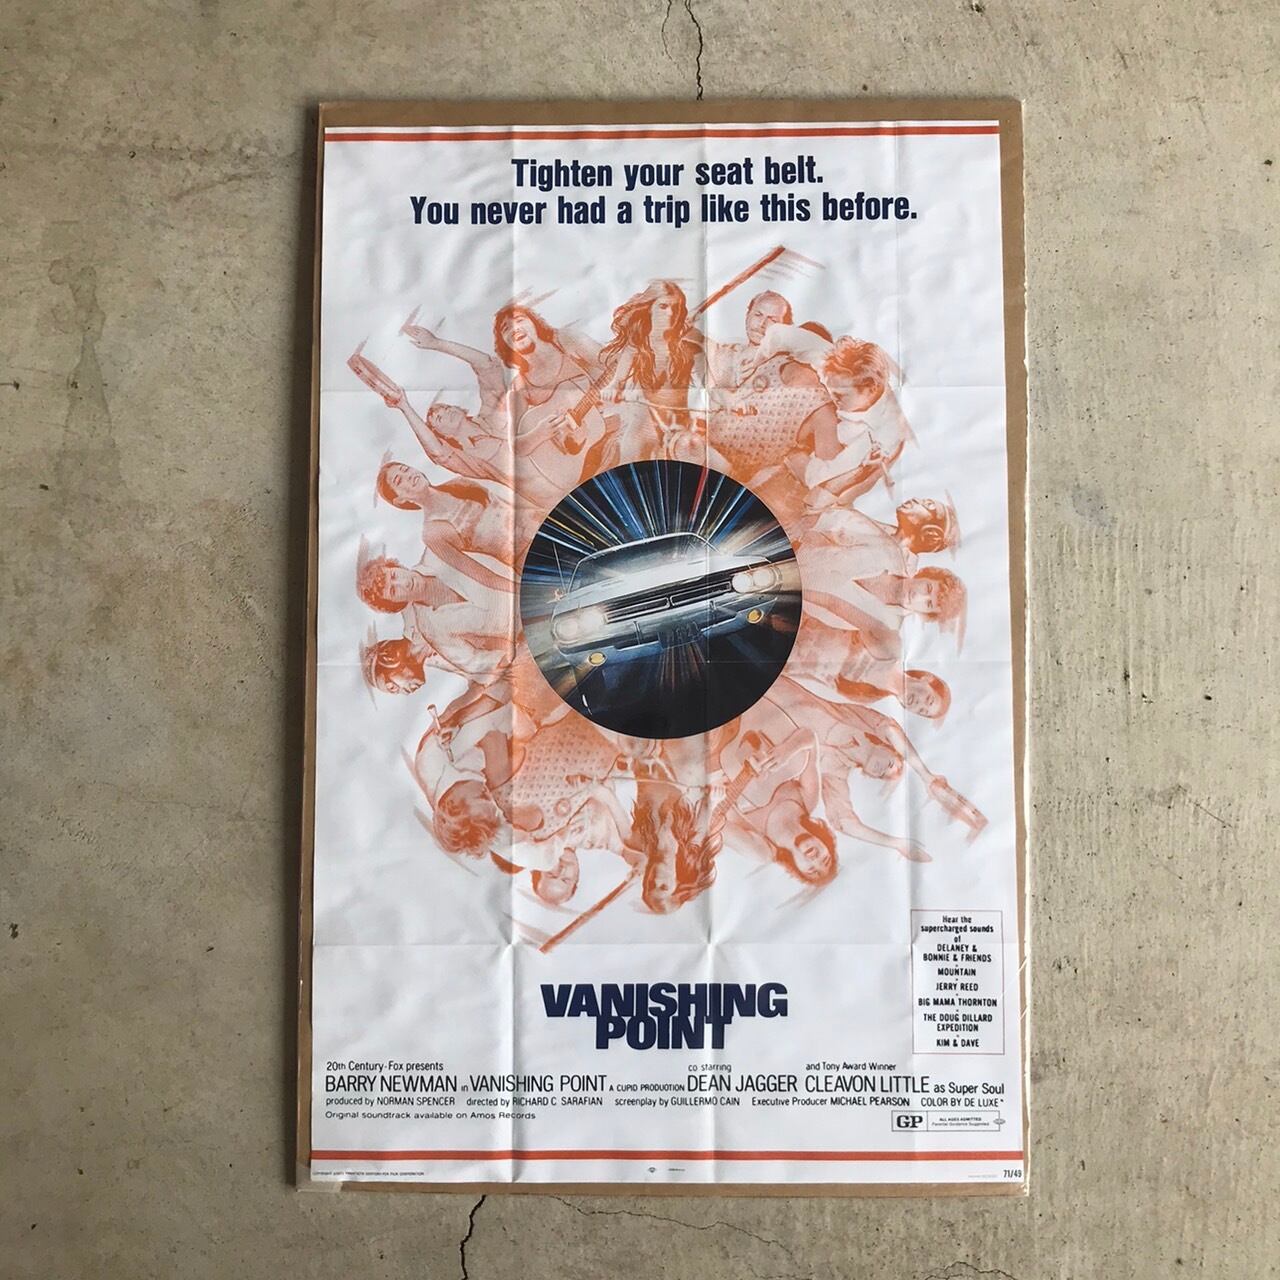 Tighten your seat belt.
You never had a trip like this before.
Hear the
supercharged sounds
of
DELANEY &
BONNIE & FRIENDS
MOUNTAIN
JERRY REED
BIG MAMA THORNTON
THE DOUG DILLARD
EXPEDITION
KIM & DAVE
VANISHING
POINT
20th Century-Fox presents
BARRY NEWMAN in VANISHING POINT A CUPID PRODUCTION co starring DEAN JAGGER and Tony Award Winner CLEAVON LITTLE as Super Soul
produced by NORMAN SPENCER directed by RICHARD C. SARAFIAN screenplay by GUILLERMO CAIN Executive Producer MICHAEL PEARSON COLOR BY DE LUXE®
Original soundtrack available on Amos Records
GP ALL AGES ADMITTED
Parental Guidance Suggested
71/49